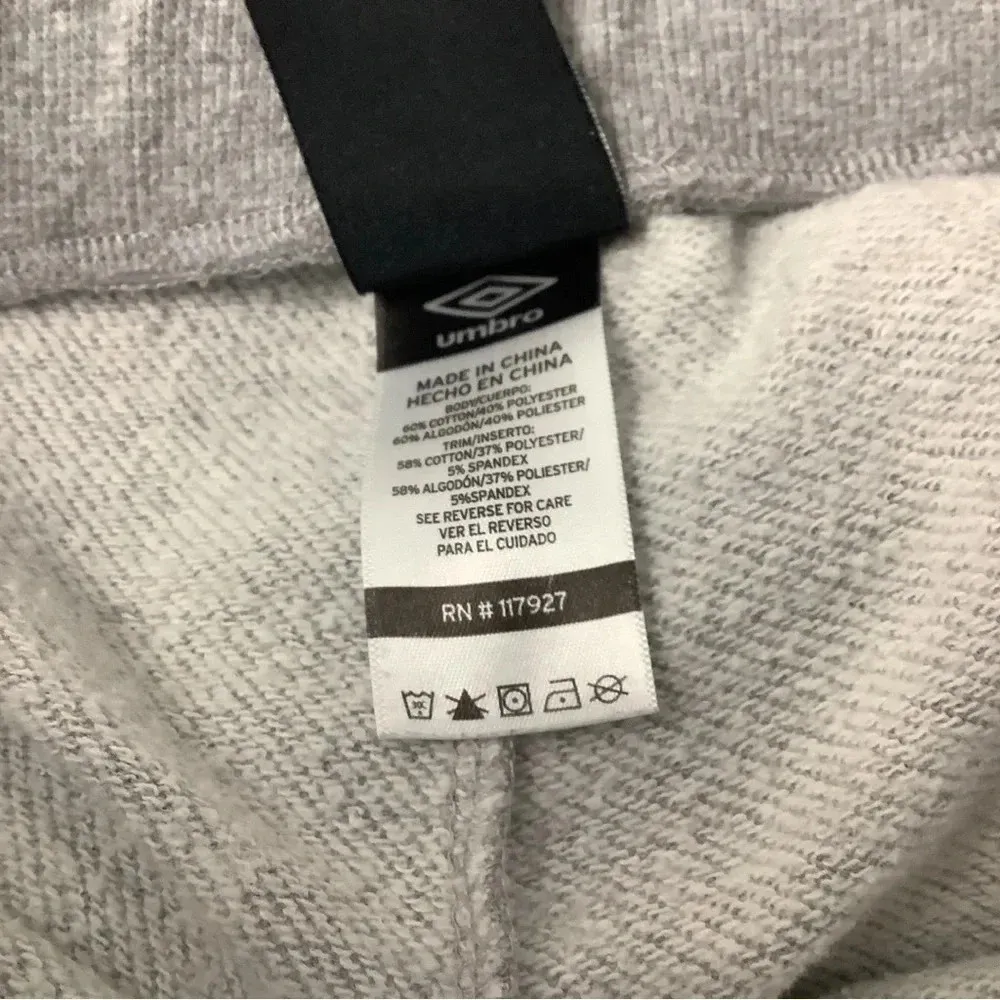 umbro
MADE IN CHINA
HECHO EN CHINA
BODY/CUERPO:
60% COTTON/40% POLYESTER
60% ALGODÓN/40% POLIESTER
TRIM/INSERTO:
58% COTTON/37% POLYESTER/
5% SPANDEX
58% ALGODÓN/37% POLIESTER/
5%SPANDEX
SEE REVERSE FOR CARE
VER EL REVERSO
PARA EL CUIDADO
RN # 117927